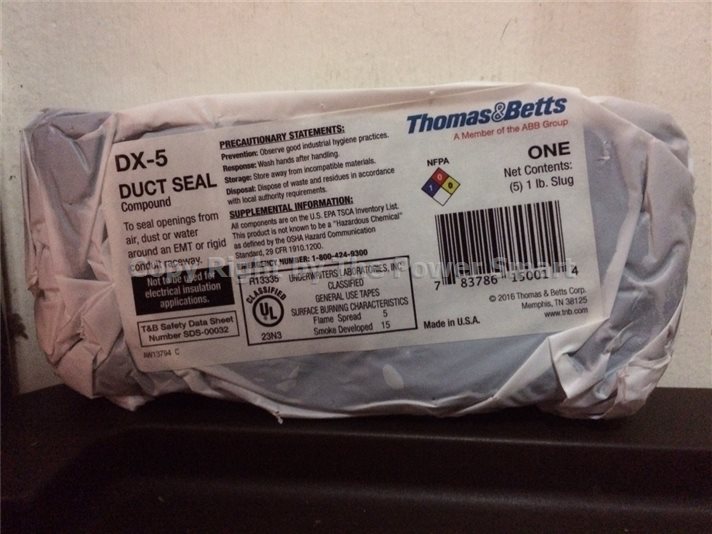 DX-5
DUCT SEAL
Compound
To seal openings from
air, dust or water
around an EMT or rigid
conduit raceway.
Not to be used for
electrical insulation
applications.
T&B Safety Data Sheet
Number SDS-00032
AW13794 C
PRECAUTIONARY STATEMENTS:
Prevention: Observe good industrial hygiene practices.
Response: Wash hands after handling.
Storage: Store away from incompatible materials.
Disposal: Dispose of waste and residues in accordance
with local authority requirements.
SUPPLEMENTAL INFORMATION:
All components are on the U.S. EPA TSCA Inventory List.
This product is not known to be a "Hazardous Chemical"
as defined by the OSHA Hazard Communication
Standard, 29 CFR 1910.1200.
NUMBER: 1-800-424-9300
R13335
CLASSIFIED
UL
23N3
UNDERWRITERS LABORATORIES, INC
CLASSIFIED
GENERAL USE TAPES
SURFACE BURNING CHARACTERISTICS
Flame Spread 5
Smoke Developed 15
Thomas&Betts
A Member of the ABB Group
NFPA
0
1 0
ONE
Net Contents:
(5) 1 lb. Slug
7 83786 15001 4
© 2016 Thomas & Betts Corp.
Memphis, TN 38125
www.tnb.com
Made in U.S.A.
Copy Right By Power Smart